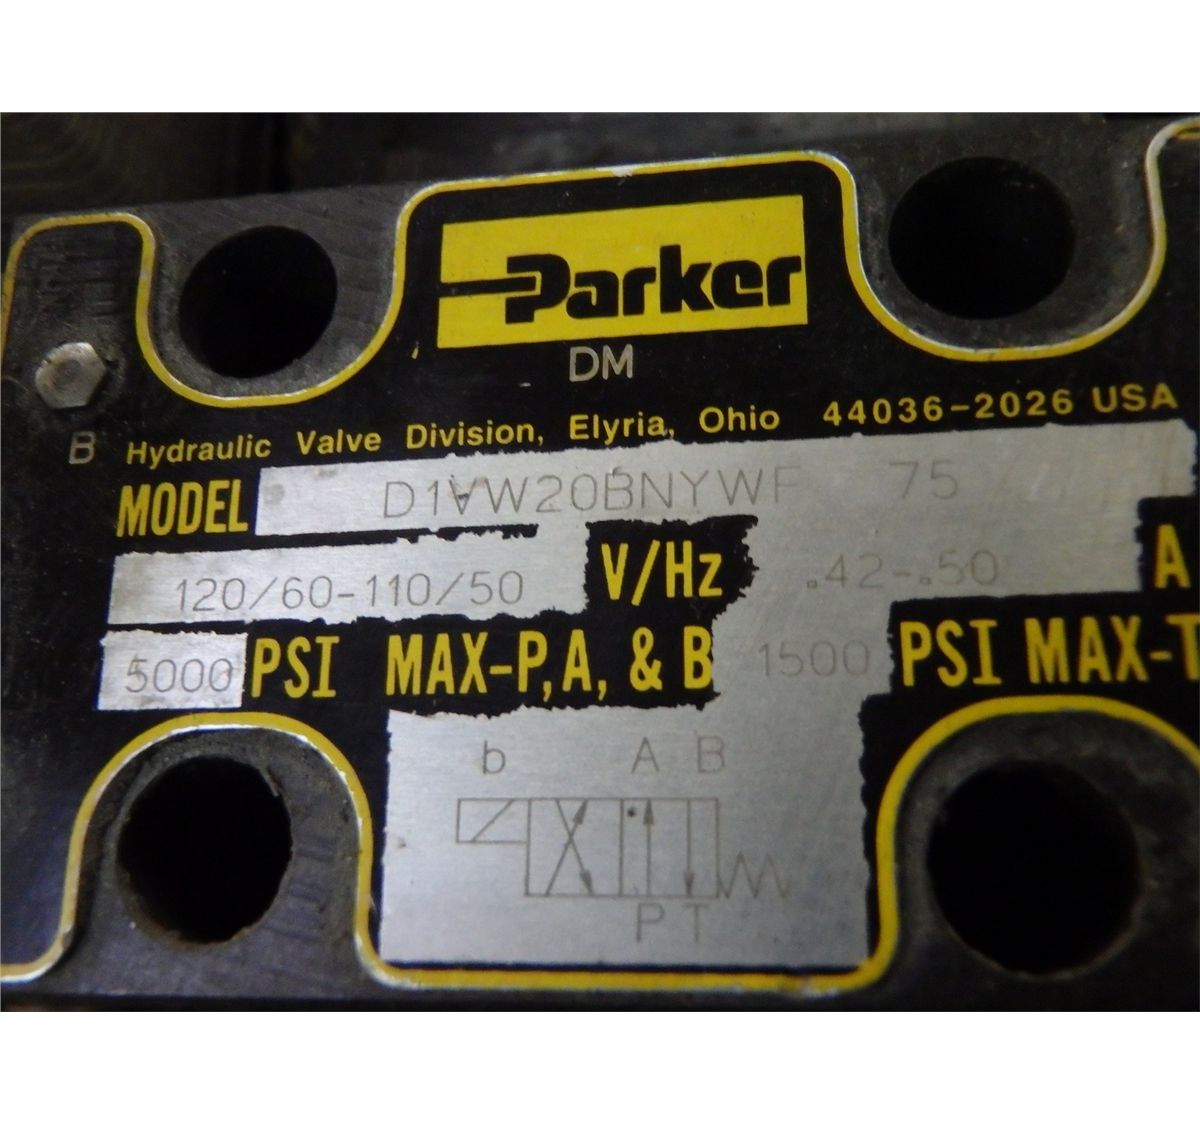 Parker
DM
B Hydraulic Valve Division, Elyria, Ohio 44036-2026 USA
MODEL D1VW20BNYWF 75
120/60-110/50 V/Hz .42-.50 A
5000 PSI MAX-P,A, & B 1500 PSI MAX-T
b A B
P T